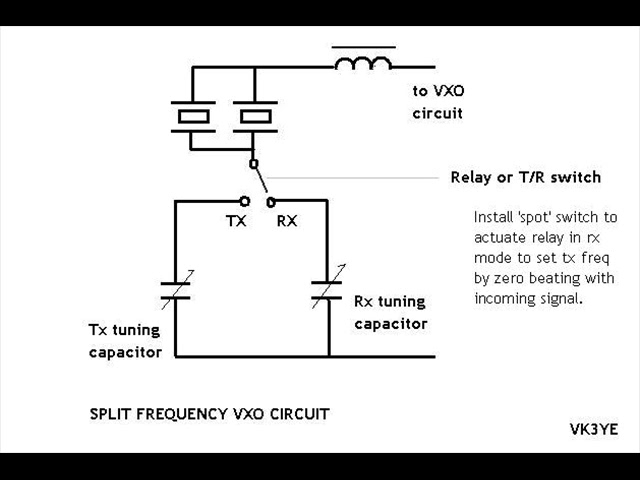 to VXO
circuit
Relay or T/R switch
TX
RX
Install 'spot' switch to
actuate relay in rx
mode to set tx freq
by zero beating with
incoming signal.
Rx tuning
capacitor
Tx tuning
capacitor
SPLIT FREQUENCY VXO CIRCUIT
VK3YE